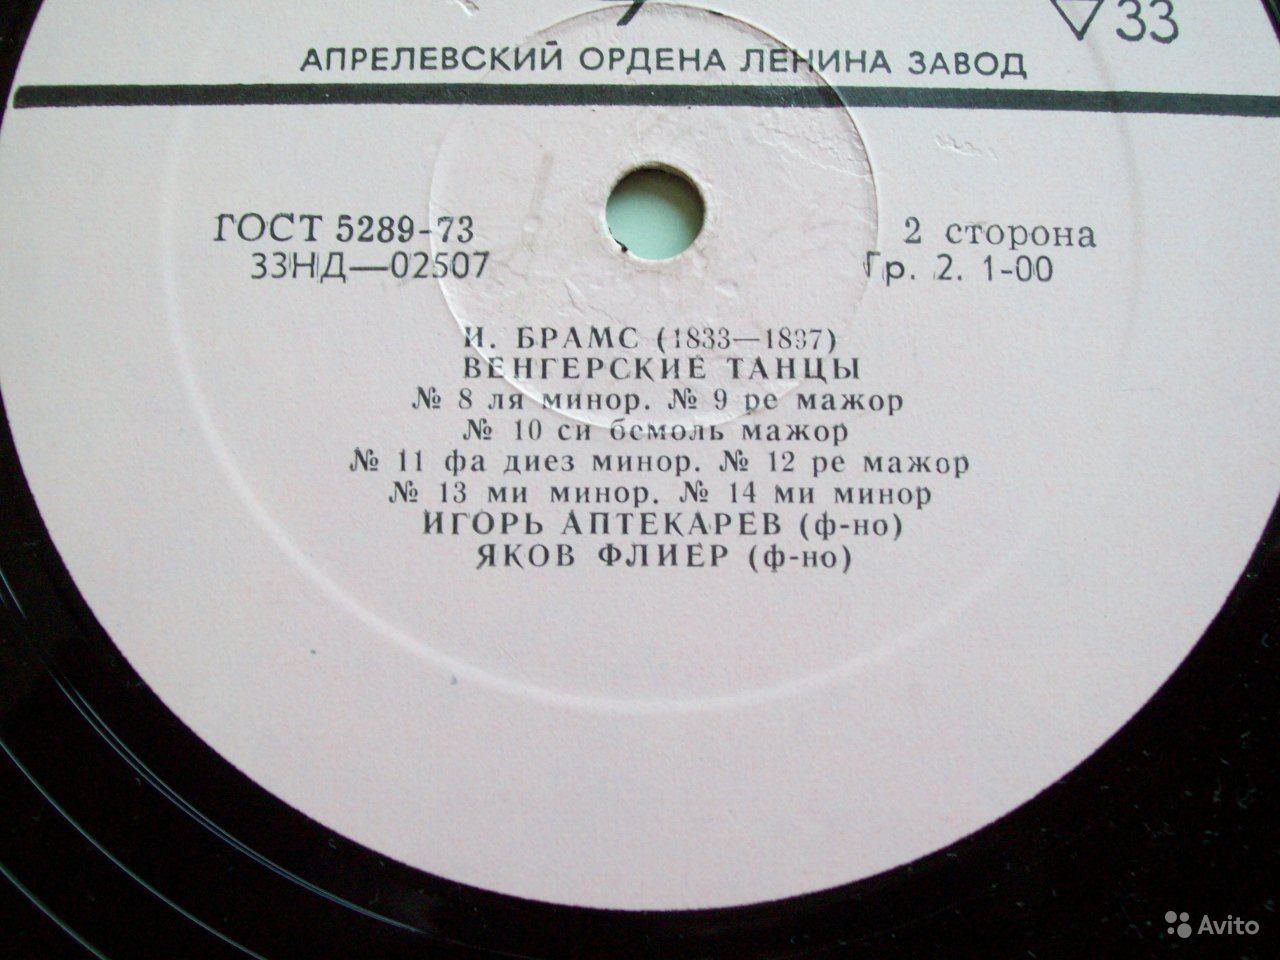 ▽33
АПРЕЛЕВСКИЙ ОРДЕНА ЛЕНИНА ЗАВОД
ГОСТ 5289-73
33НД—02507
2 сторона
Гр. 2. 1-00
И. БРАМС (1833—1897)
ВЕНГЕРСКИЕ ТАНЦЫ
№ 8 ля минор. № 9 ре мажор
№ 10 си бемоль мажор
№ 11 фа диез минор. № 12 ре мажор
№ 13 ми минор. № 14 ми минор
ИГОРЬ АПТЕКАРЕВ (ф-но)
ЯКОВ ФЛИЕР (ф-но)
Avito